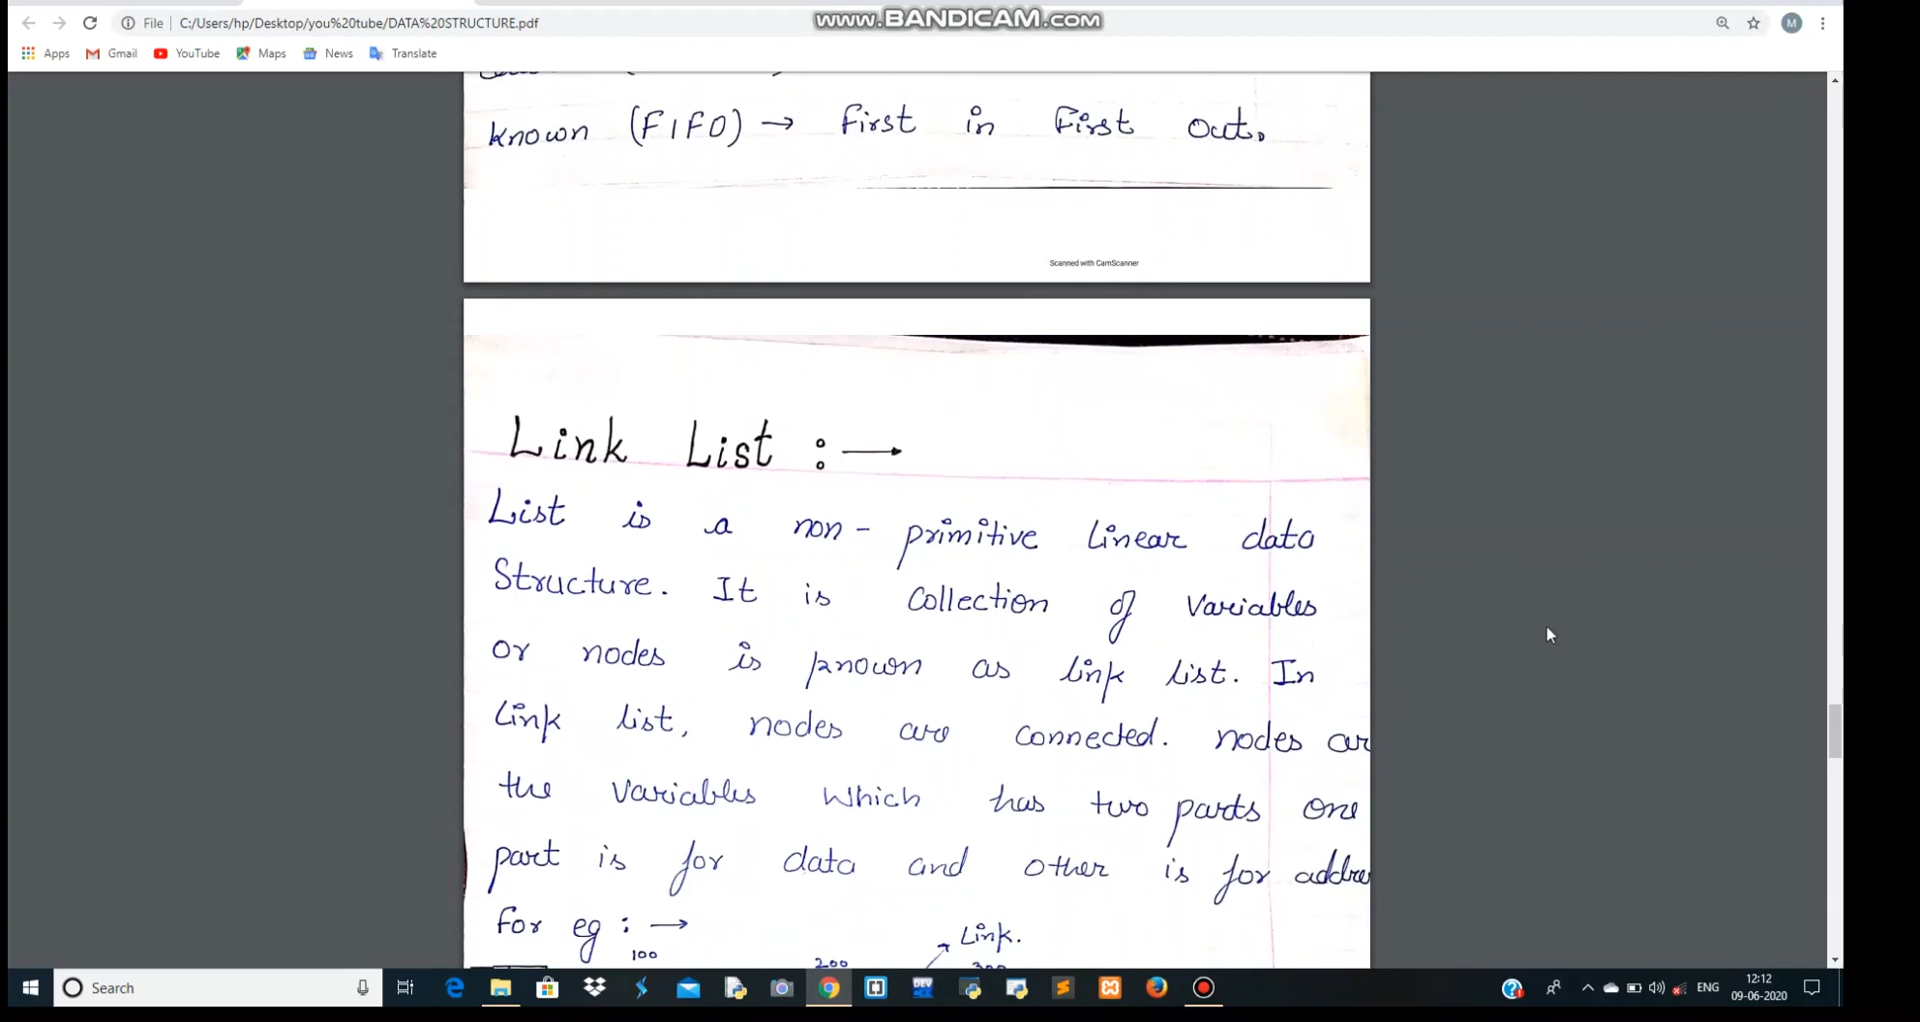 www.BANDICAM.com
File C:/Users/hp/Desktop/you%20tube/DATA%20STRUCTURE.pdf
M
Apps Gmail YouTube Maps News Translate
known (FIFO) → First in First Out.
Scanned with CamScanner
Link List :→
List is a non - primitive linear data
Structure. It is Collection of Variables
or nodes is known as link list. In
Link list, nodes are connected. nodes ar
the variables which has two parts one
part is for data and other is for addre
For eg : →
Link.
100
200
300
Search
DEV
ENG
12:12
09-06-2020